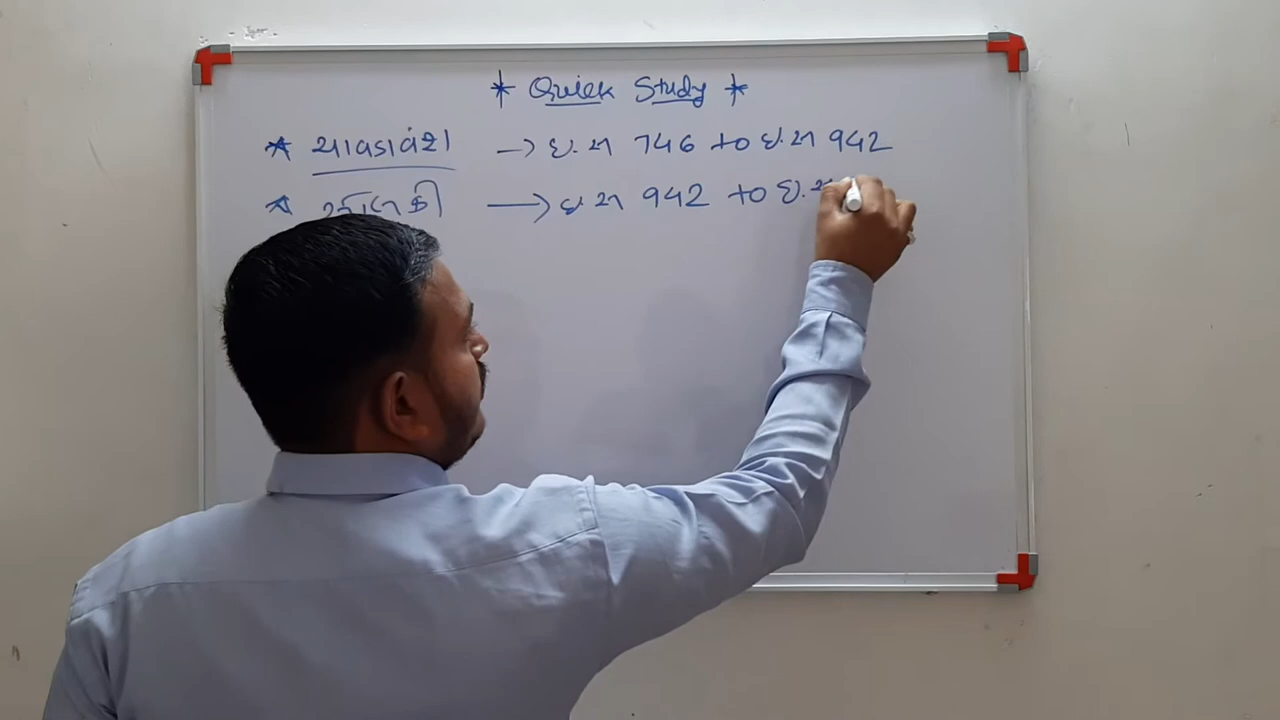 * Quick Study *
* ચાવડાવંશ → ઇ.સ 746 to ઇ.સ 942
* સોલંકી → ઇ.સ 942 to ઇ.સ